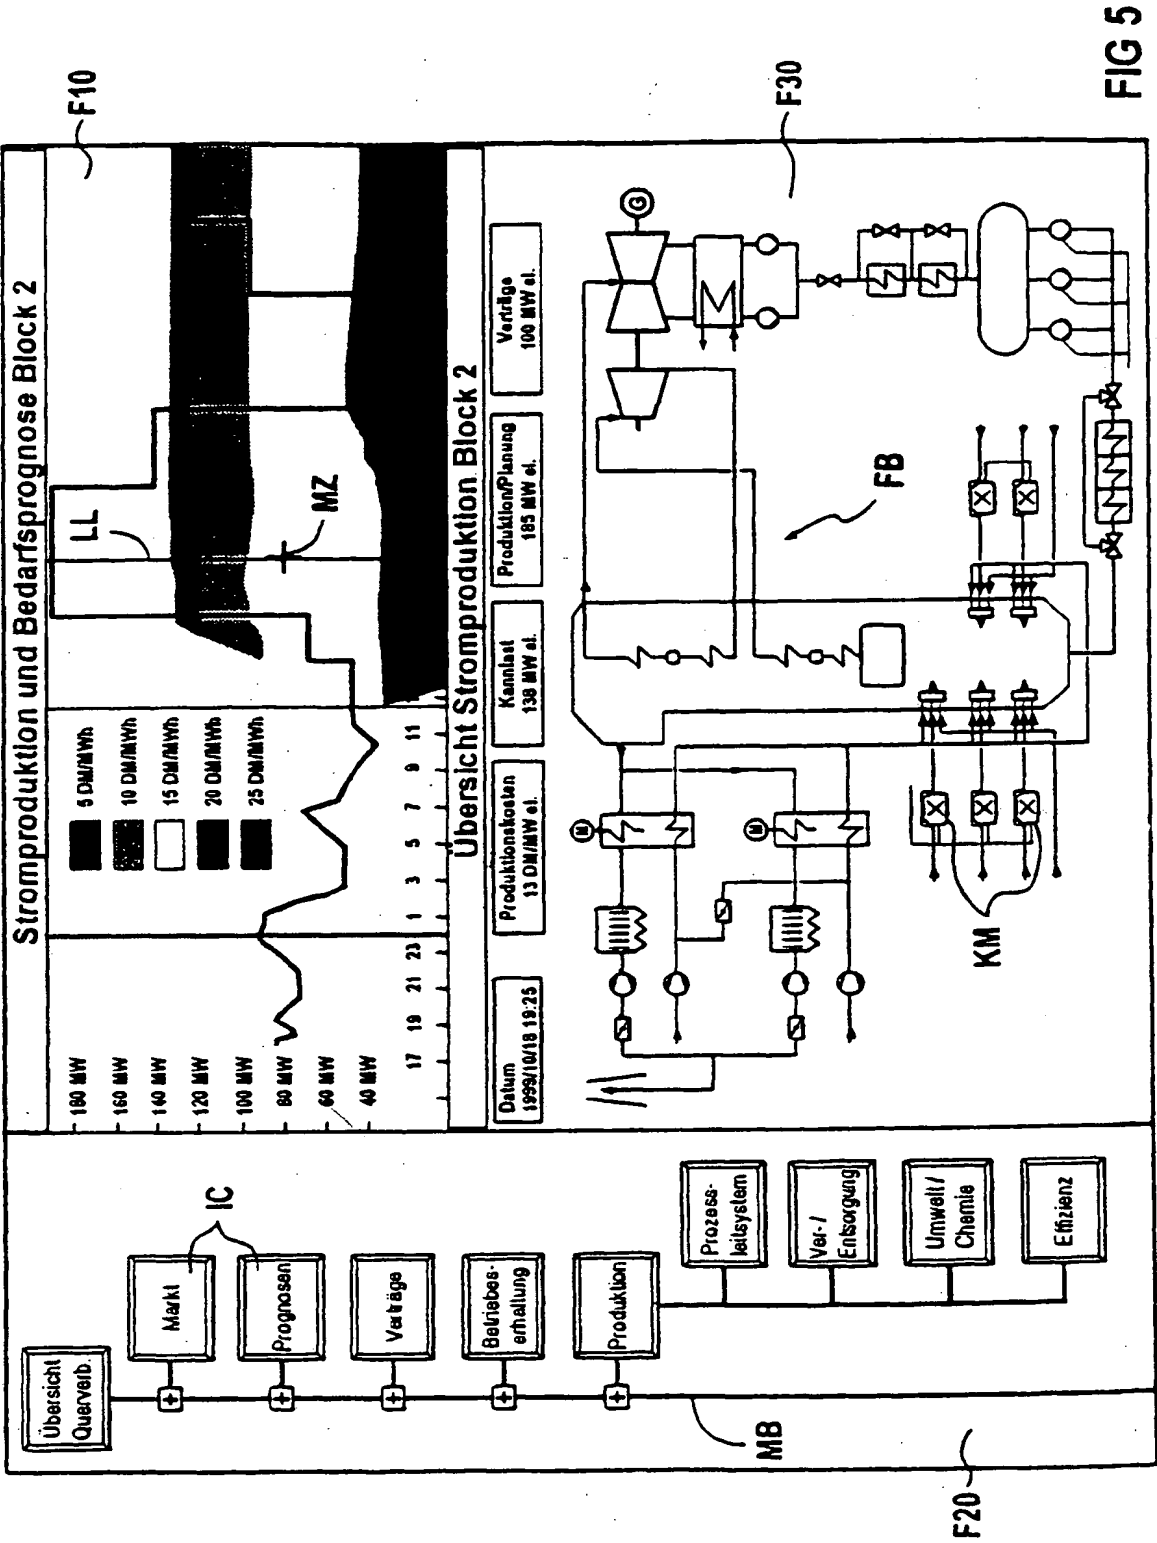 FIG 5
F20
MB
IC
Übersicht
Querverb.
Markt
Prognosen
Verträge
Betriebes-
erhaltung
Produktion
Prozess-
leitsystem
Ver- /
Entsorgung
Umwelt /
Chemie
Effizienz
+
+
+
+
+
Stromproduktion und Bedarfsprognose Block 2
F10
180 MW
160 MW
140 MW
120 MW
100 MW
80 MW
60 MW
40 MW
17 19 21 23 1 3 5 7 9 11
5 DM/MWh
10 DM/MWh
15 DM/MWh
20 DM/MWh
25 DM/MWh
LL
MZ
Übersicht Stromproduktion Block 2
Datum
1999/10/18 19:25
Produktionskosten
13 DM/MW el.
Kannlast
138 MW el.
Produktion/Planung
185 MW el.
Verträge
100 MW el.
F30
G
M
M
FB
KM